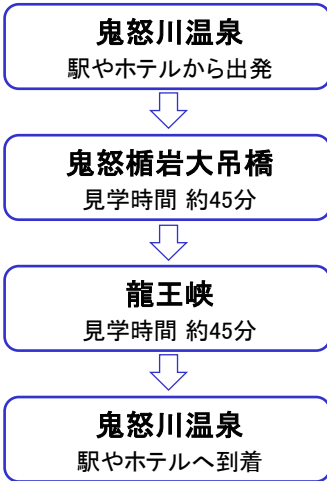 鬼怒川温泉
駅やホテルから出発
鬼怒楯岩大吊橋
見学時間 約45分
龍王峡
見学時間 約45分
鬼怒川温泉
駅やホテルへ到着